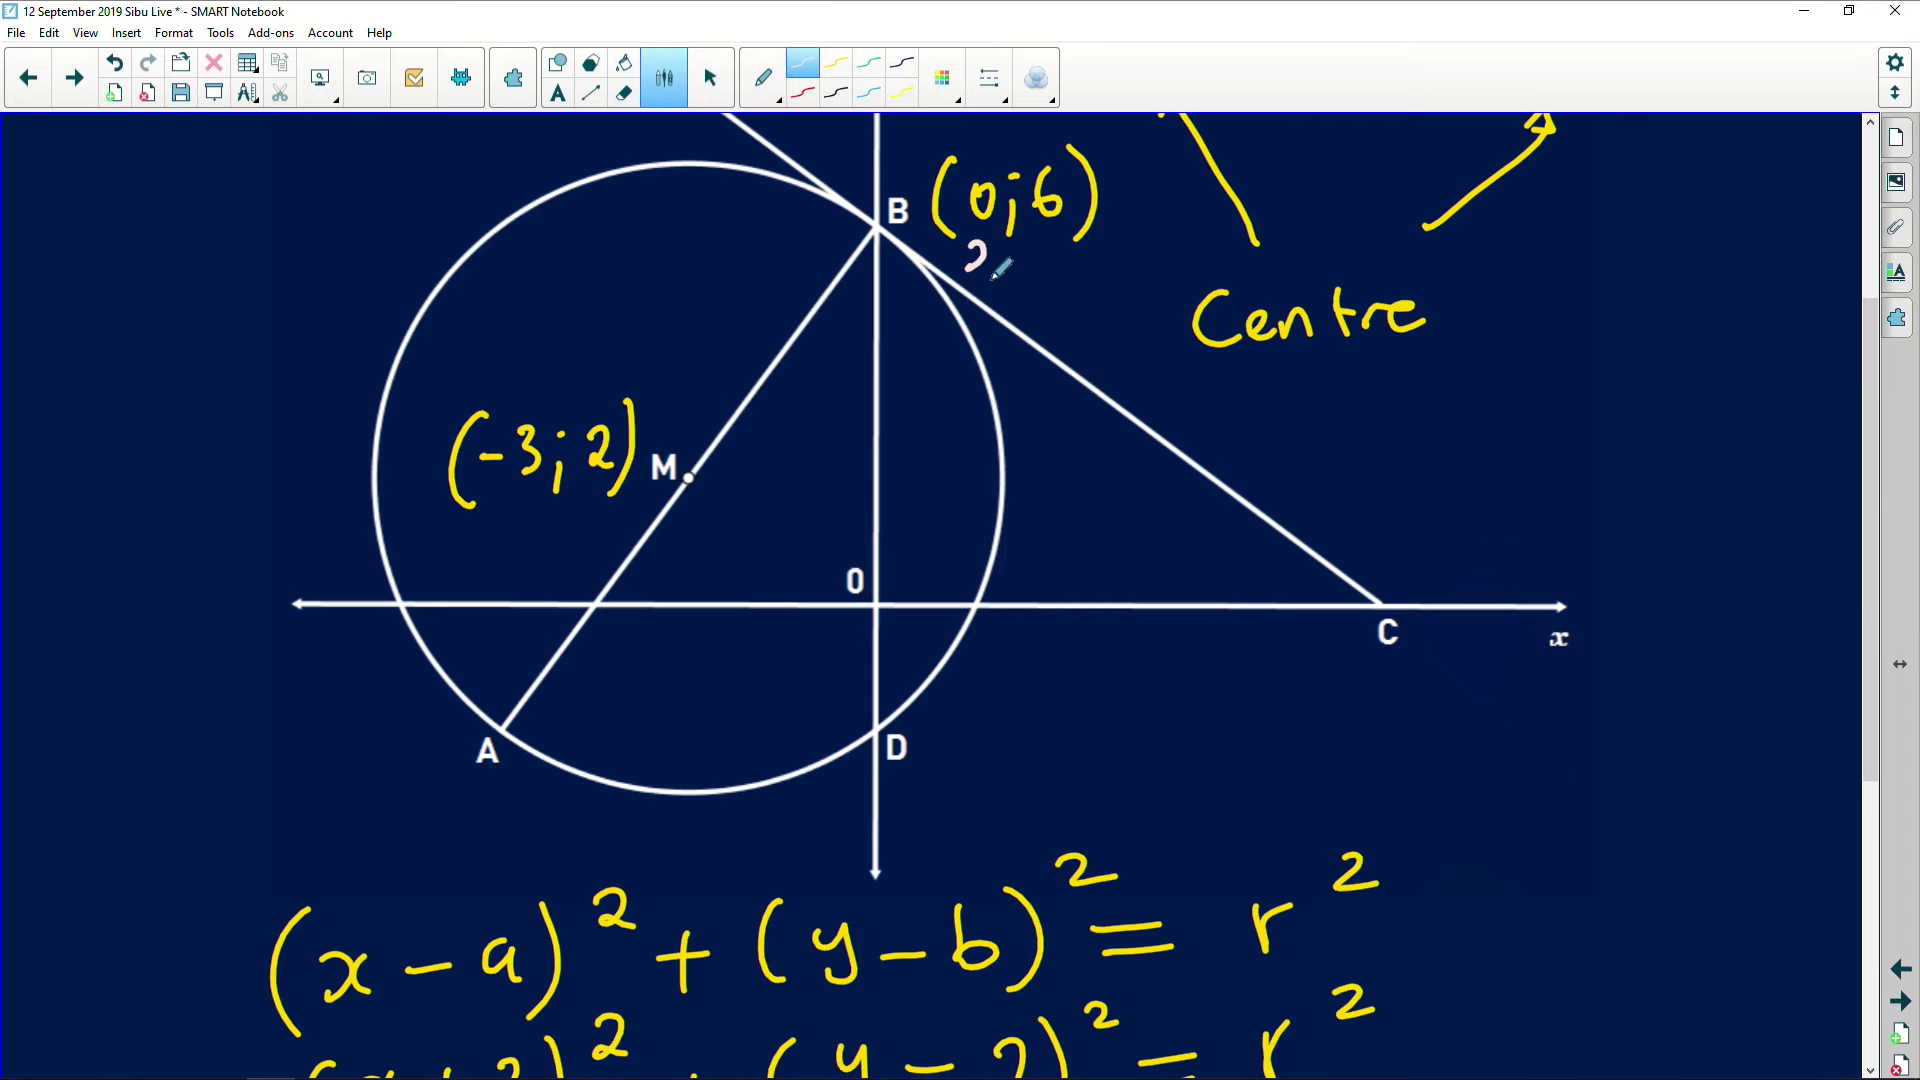 12 September 2019 Sibu Live * - SMART Notebook
File Edit View Insert Format Tools Add-ons Account Help
B (0;6)
Centre
(-3;2) M
0
C
x
A
D
(x-a)² + (y-b)² = r²